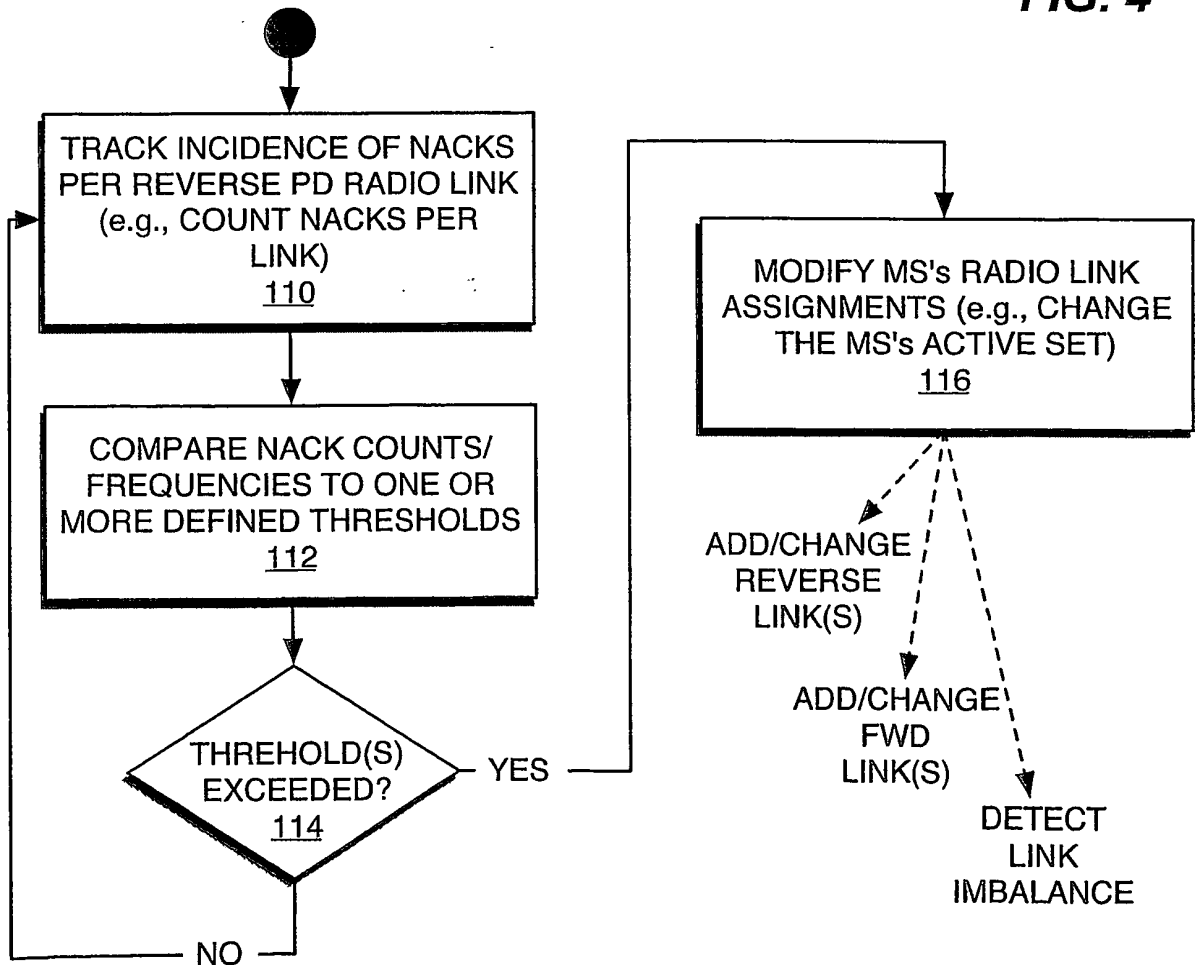 FIG. 4
TRACK INCIDENCE OF NACKS
PER REVERSE PD RADIO LINK
(e.g., COUNT NACKS PER
LINK)
110
COMPARE NACK COUNTS/
FREQUENCIES TO ONE OR
MORE DEFINED THRESHOLDS
112
THREHOLD(S)
EXCEEDED?
114
YES
NO
MODIFY MS's RADIO LINK
ASSIGNMENTS (e.g., CHANGE
THE MS's ACTIVE SET)
116
ADD/CHANGE
REVERSE
LINK(S)
ADD/CHANGE
FWD
LINK(S)
DETECT
LINK
IMBALANCE